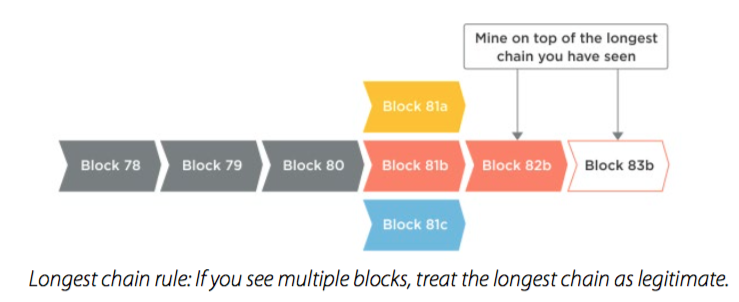 Mine on top of the longest
chain you have seen
Block 81a
Block 78
Block 79
Block 80
Block 81b
Block 82b
Block 83b
Block 81c
Longest chain rule: If you see multiple blocks, treat the longest chain as legitimate.